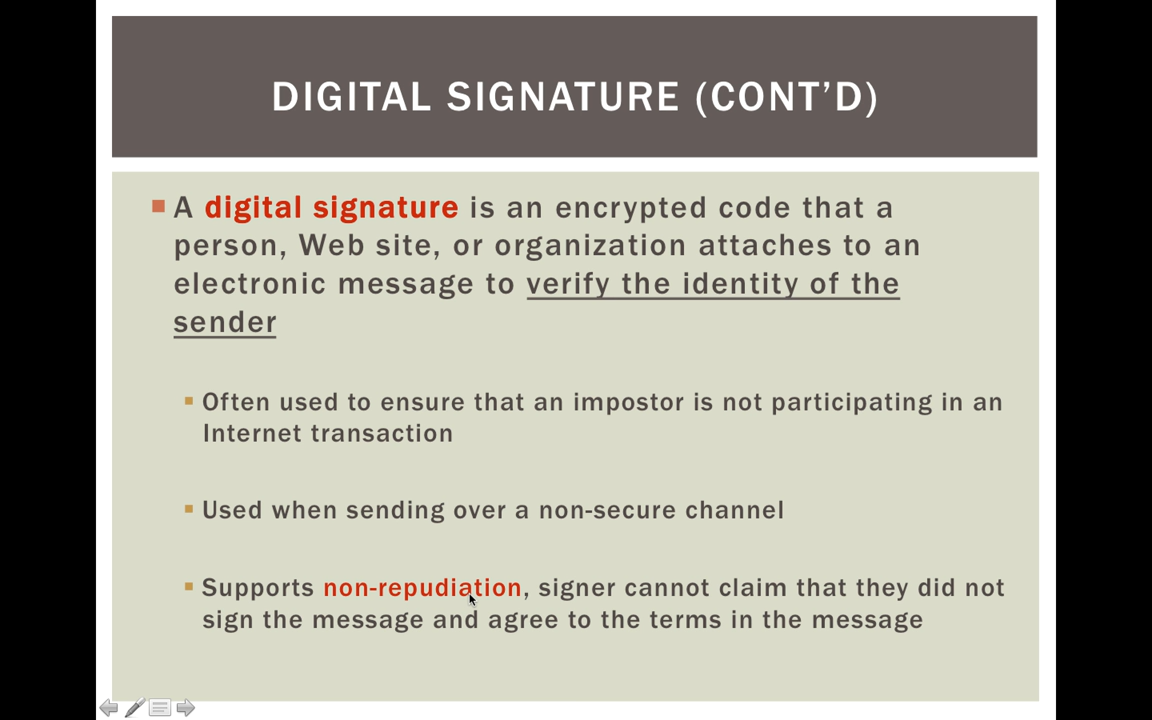 DIGITAL SIGNATURE (CONT’D)
A digital signature is an encrypted code that a
person, Web site, or organization attaches to an
electronic message to verify the identity of the
sender
Often used to ensure that an impostor is not participating in an
Internet transaction
Used when sending over a non-secure channel
Supports non-repudiation, signer cannot claim that they did not
sign the message and agree to the terms in the message